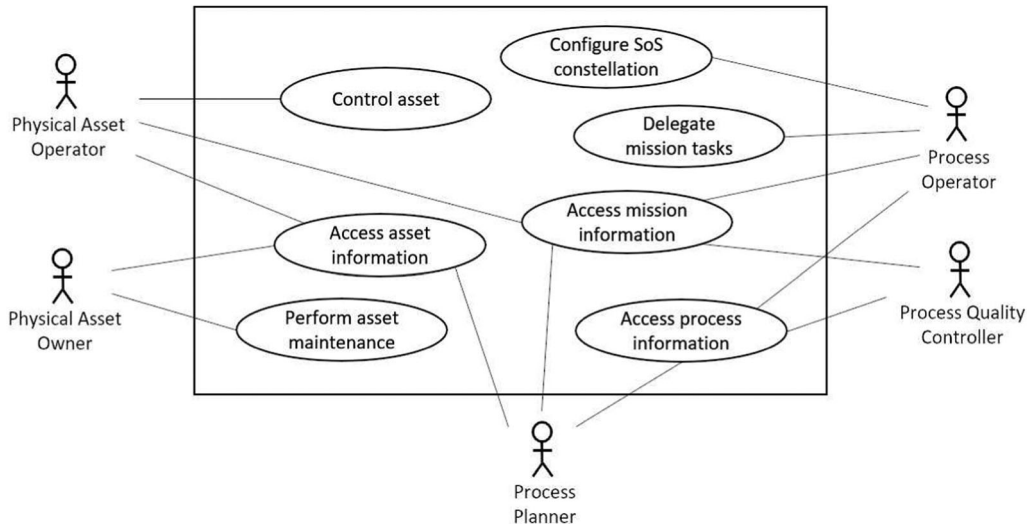 Configure SoS
constellation
Control asset
Physical Asset
Operator
Delegate
mission tasks
Process
Operator
Access mission
information
Access asset
information
Physical Asset
Owner
Perform asset
maintenance
Access process
information
Process Quality
Controller
Process
Planner